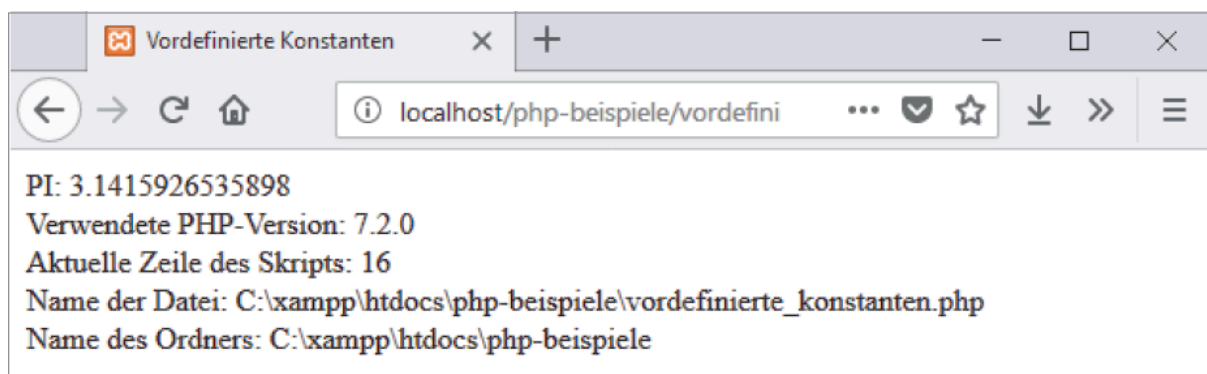 Vordefinierte Konstanten
localhost/php-beispiele/vordefini
PI: 3.1415926535898
Verwendete PHP-Version: 7.2.0
Aktuelle Zeile des Skripts: 16
Name der Datei: C:\xampp\htdocs\php-beispiele\vordefinierte_konstanten.php
Name des Ordners: C:\xampp\htdocs\php-beispiele